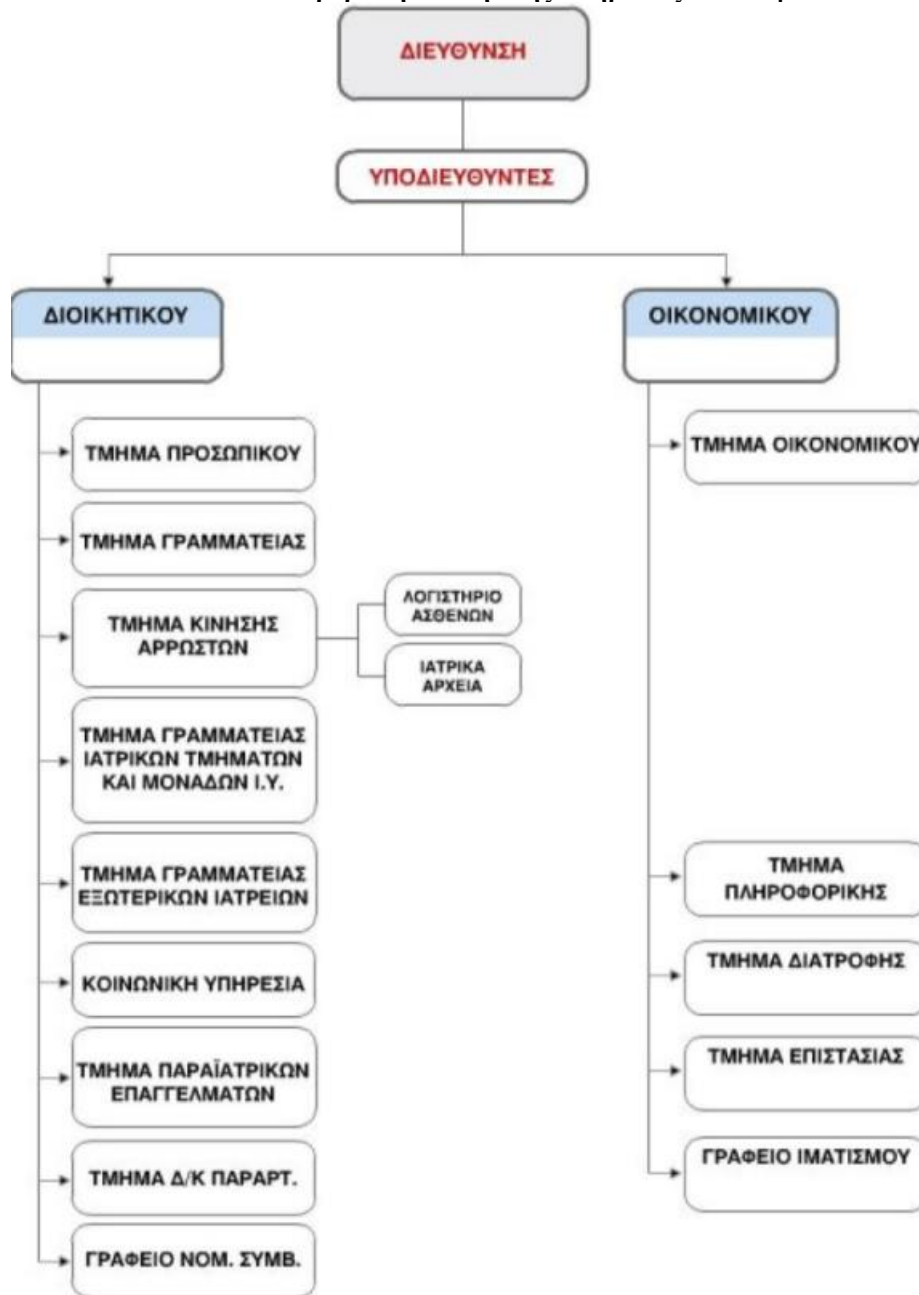 ΔΙΕΥΘΥΝΣΗ
ΥΠΟΔΙΕΥΘΥΝΤΕΣ
ΔΙΟΙΚΗΤΙΚΟΥ
ΤΜΗΜΑ ΠΡΟΣΩΠΙΚΟΥ
ΤΜΗΜΑ ΓΡΑΜΜΑΤΕΙΑΣ
ΤΜΗΜΑ ΚΙΝΗΣΗΣ
ΑΡΡΩΣΤΩΝ
ΛΟΓΙΣΤΗΡΙΟ
ΑΣΘΕΝΩΝ
ΙΑΤΡΙΚΑ
ΑΡΧΕΙΑ
ΤΜΗΜΑ ΓΡΑΜΜΑΤΕΙΑΣ
ΙΑΤΡΙΚΩΝ ΤΜΗΜΑΤΩΝ
ΚΑΙ ΜΟΝΑΔΩΝ Ι.Υ.
ΤΜΗΜΑ ΓΡΑΜΜΑΤΕΙΑΣ
ΕΞΩΤΕΡΙΚΩΝ ΙΑΤΡΕΙΩΝ
ΚΟΙΝΩΝΙΚΗ ΥΠΗΡΕΣΙΑ
ΤΜΗΜΑ ΠΑΡΑΪΑΤΡΙΚΩΝ
ΕΠΑΓΓΕΛΜΑΤΩΝ
ΤΜΗΜΑ Δ/Κ ΠΑΡΑΡΤ.
ΓΡΑΦΕΙΟ ΝΟΜ. ΣΥΜΒ.
ΟΙΚΟΝΟΜΙΚΟΥ
ΤΜΗΜΑ ΟΙΚΟΝΟΜΙΚΟΥ
ΤΜΗΜΑ
ΠΛΗΡΟΦΟΡΙΚΗΣ
ΤΜΗΜΑ ΔΙΑΤΡΟΦΗΣ
ΤΜΗΜΑ ΕΠΙΣΤΑΣΙΑΣ
ΓΡΑΦΕΙΟ ΙΜΑΤΙΣΜΟΥ